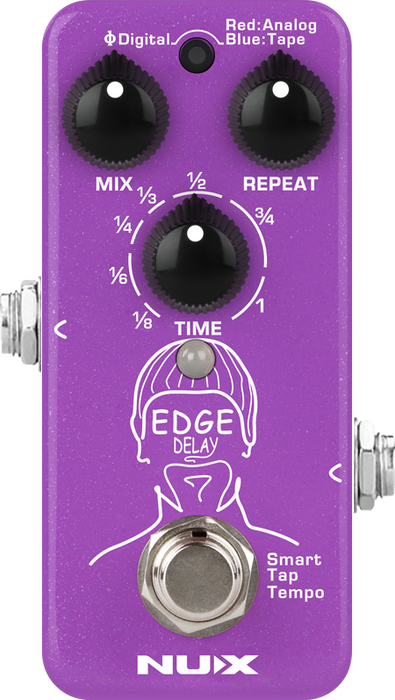 ΦDigital
Red:Analog
Blue:Tape
MIX
REPEAT
1/8
1/6
1/4
1/3
1/2
3/4
1
TIME
EDGE
DELAY
Smart
Tap
Tempo
NUX